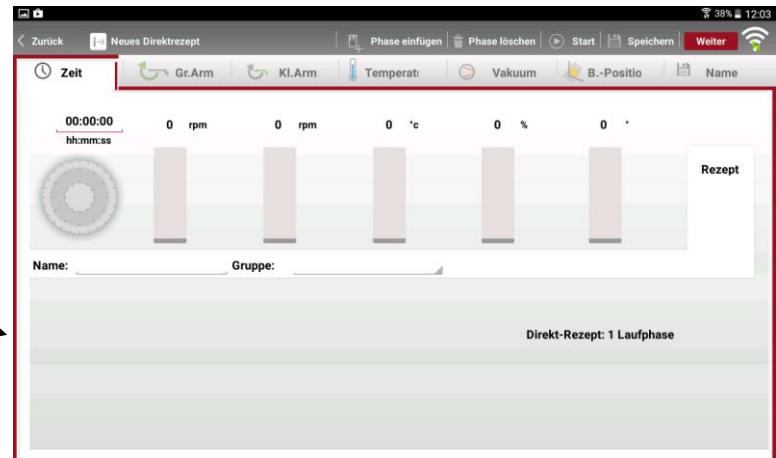 38% 12:03
Zurück Neues Direktrezept Phase einfügen Phase löschen Start Speichern Weiter
Zeit Gr.Arm Kl.Arm Temperatu Vakuum B.-Positio Name
00:00:00 0 rpm 0 rpm 0 °c 0 % 0 °
hh:mm:ss
Rezept
Name: Gruppe:
Direkt-Rezept: 1 Laufphase